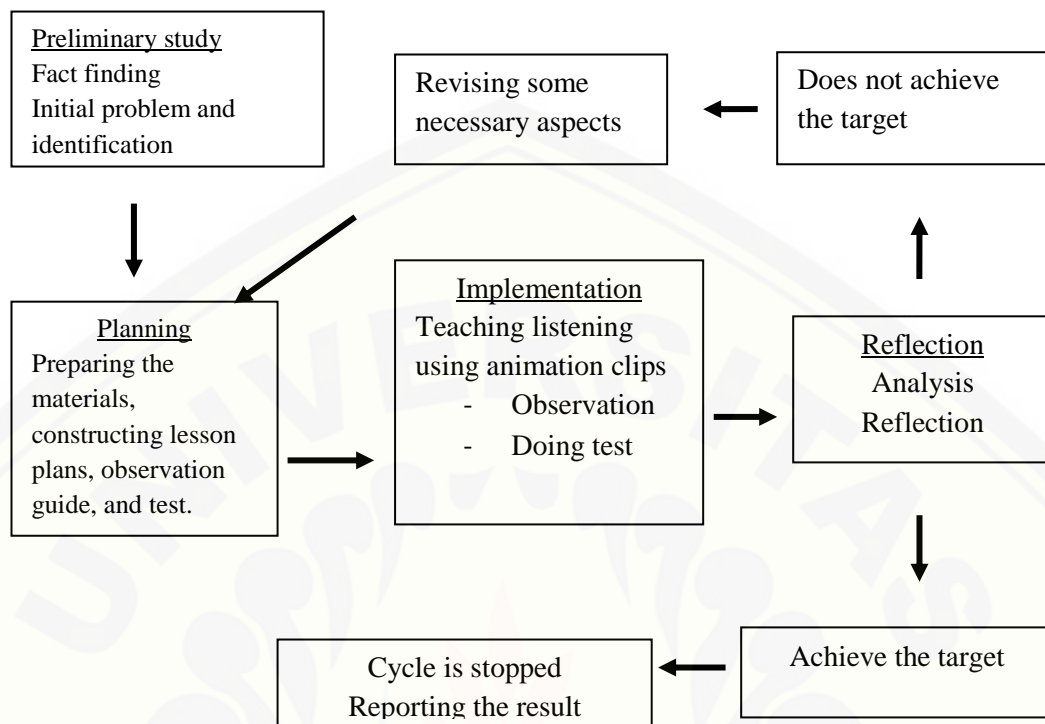 Preliminary study
Fact finding
Initial problem and
identification
Revising some
necessary aspects
Does not achieve
the target
Planning
Preparing the
materials,
constructing lesson
plans, observation
guide, and test.
Implementation
Teaching listening
using animation clips
- Observation
- Doing test
Reflection
Analysis
Reflection
Achieve the target
Cycle is stopped
Reporting the result
UNIVERSITAS